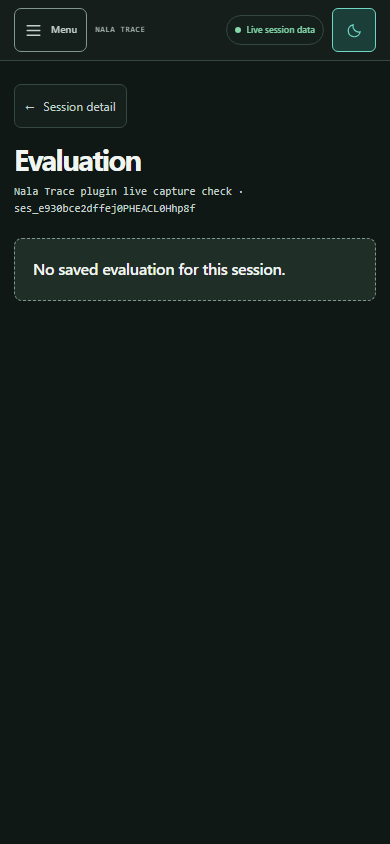 Menu
NALA TRACE
Live session data
← Session detail
Evaluation
Nala Trace plugin live capture check ·
ses_e930bce2dffej0PHEACL0Hhp8f
No saved evaluation for this session.